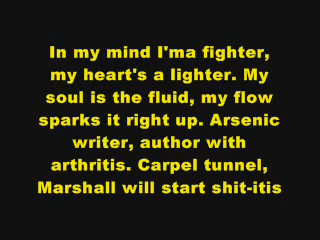 In my mind I'ma fighter,
my heart's a lighter. My
soul is the fluid, my flow
sparks it right up. Arsenic
writer, author with
arthritis. Carpel tunnel,
Marshall will start shit-itis